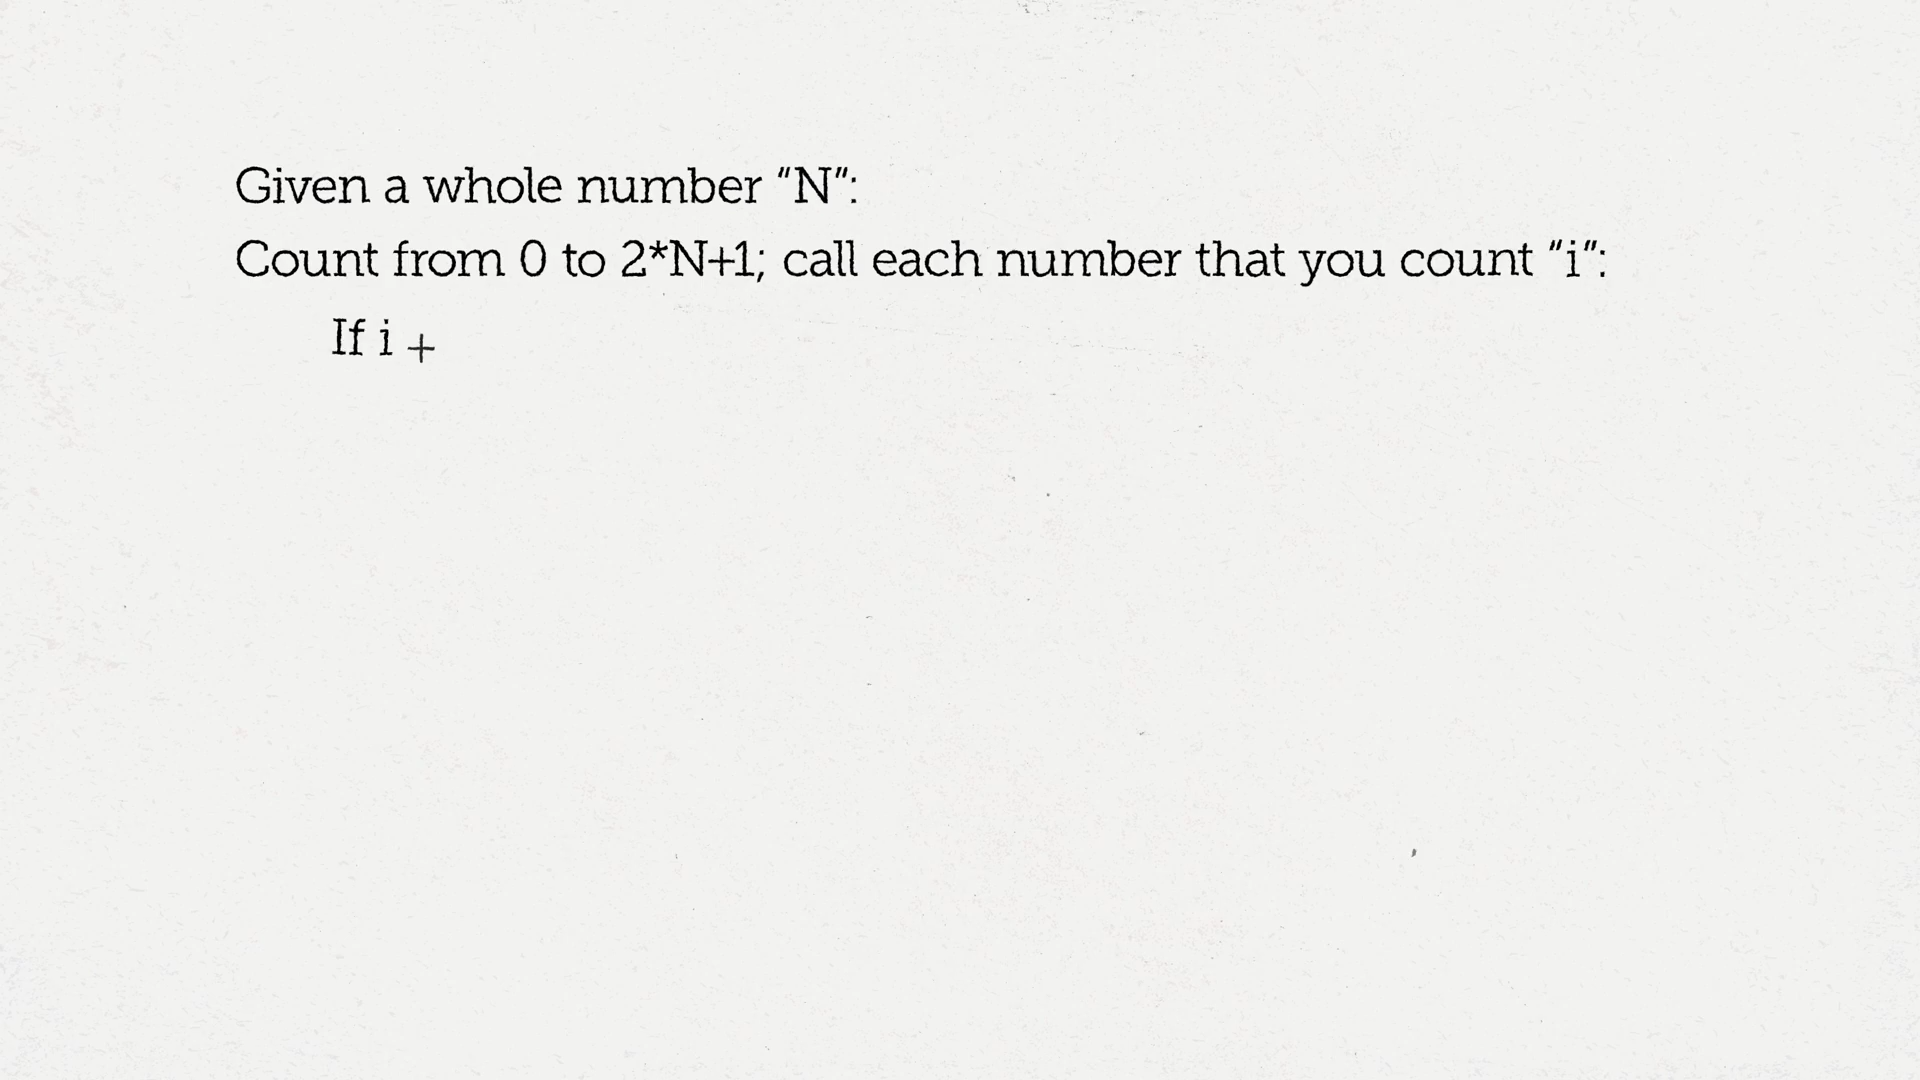 Given a whole number "N":
Count from 0 to 2*N+1; call each number that you count "i":
If i +